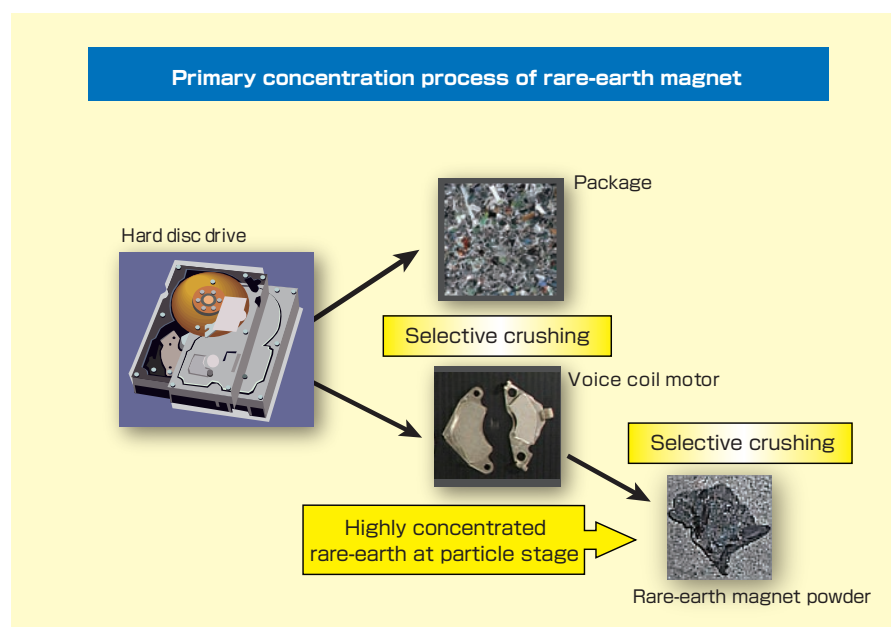 Primary concentration process of rare-earth magnet
Package
Hard disc drive
Selective crushing
Voice coil motor
Selective crushing
Highly concentrated
rare-earth at particle stage
Rare-earth magnet powder